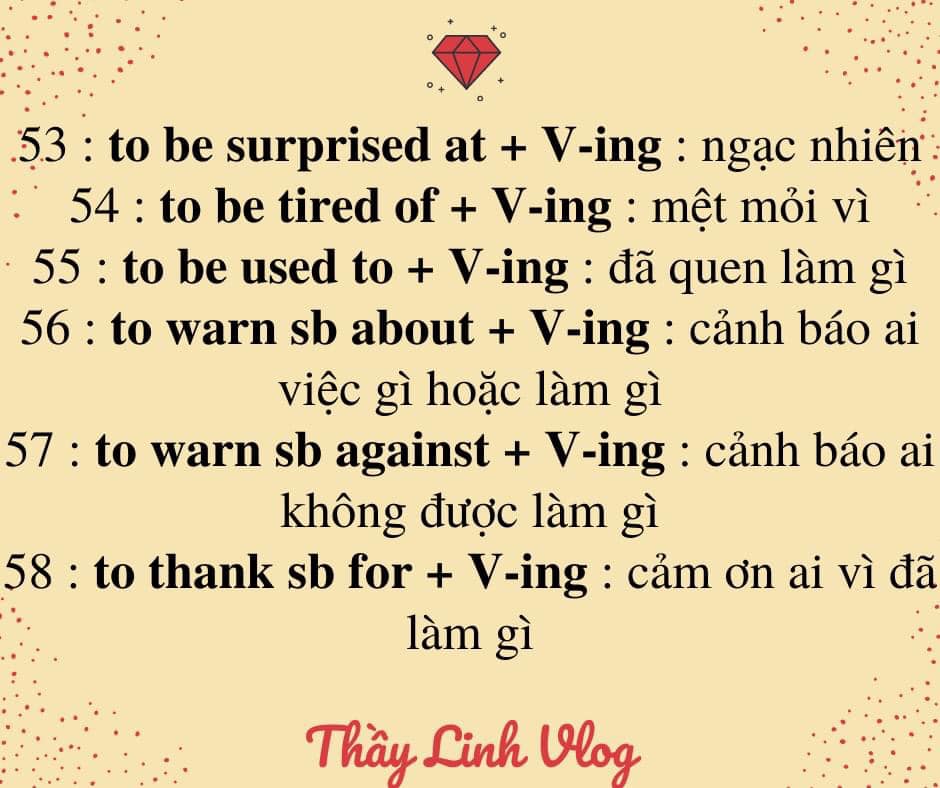 53 : to be surprised at + V-ing : ngạc nhiên
54 : to be tired of + V-ing : mệt mỏi vì
55 : to be used to + V-ing : đã quen làm gì
56 : to warn sb about + V-ing : cảnh báo ai
việc gì hoặc làm gì
57 : to warn sb against + V-ing : cảnh báo ai
không được làm gì
58 : to thank sb for + V-ing : cảm ơn ai vì đã
làm gì
Thầy Linh Vlog